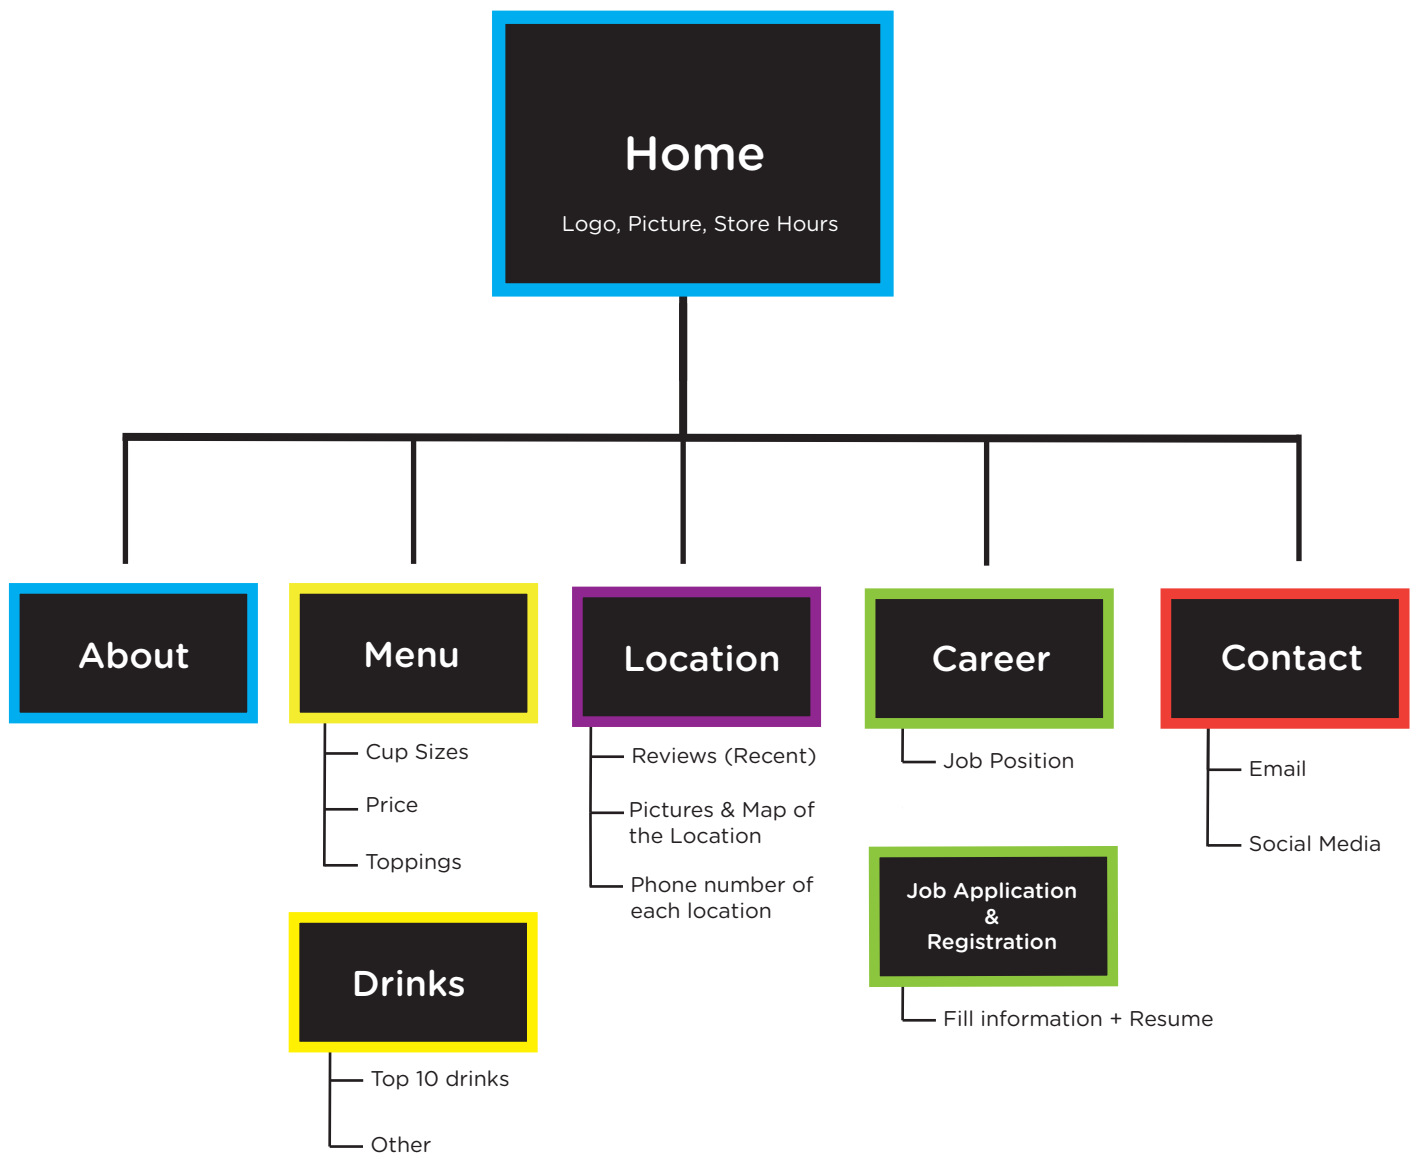 Home
Logo, Picture, Store Hours
About
Menu
Cup Sizes
Price
Toppings
Drinks
Top 10 drinks
Other
Location
Reviews (Recent)
Pictures & Map of
the Location
Phone number of
each location
Career
Job Position
Job Application
&
Registration
Fill information + Resume
Contact
Email
Social Media